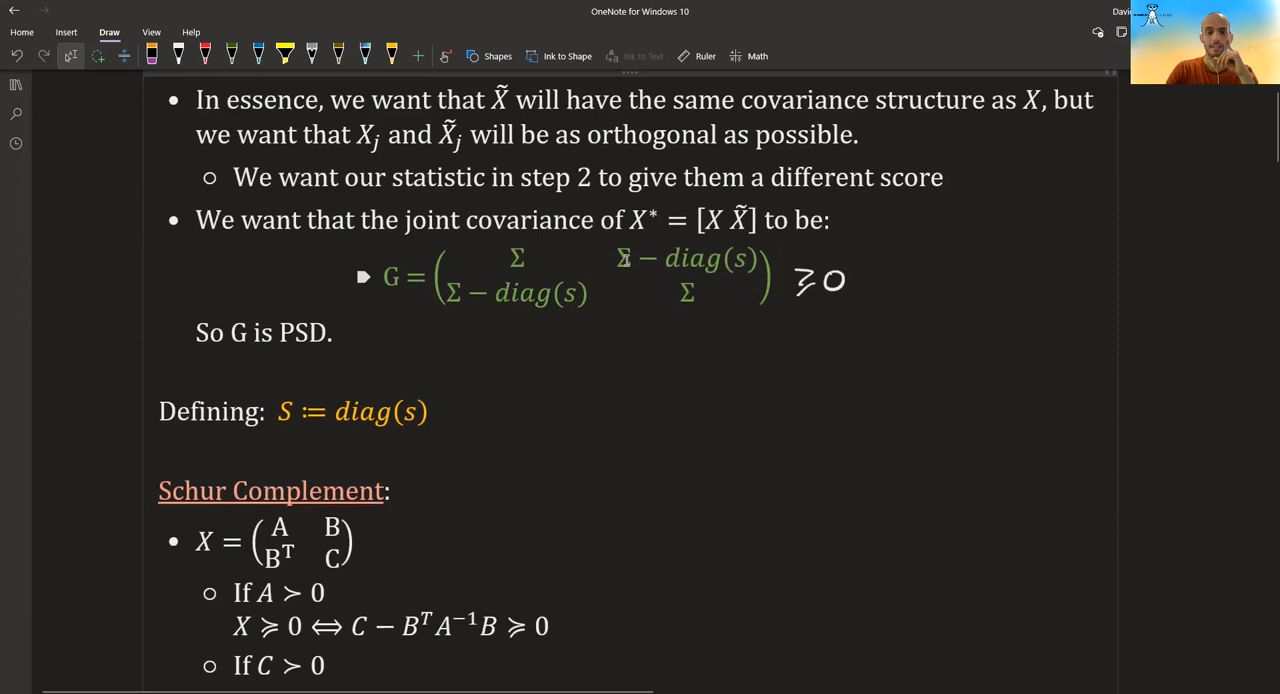 OneNote for Windows 10
Home Insert Draw View Help
Shapes Ink to Shape Ink to Text Ruler Math
• In essence, we want that X̃ will have the same covariance structure as X, but
we want that Xⱼ and X̃ⱼ will be as orthogonal as possible.
○ We want our statistic in step 2 to give them a different score
• We want that the joint covariance of X* = [X X̃] to be:
G = ( Σ Σ − diag(s)
Σ − diag(s) Σ ) ≽ 0
So G is PSD.
Defining: S ≔ diag(s)
Schur Complement:
• X = ( A B
Bᵀ C )
○ If A ≻ 0
X ≽ 0 ⟺ C − BᵀA⁻¹B ≽ 0
○ If C ≻ 0